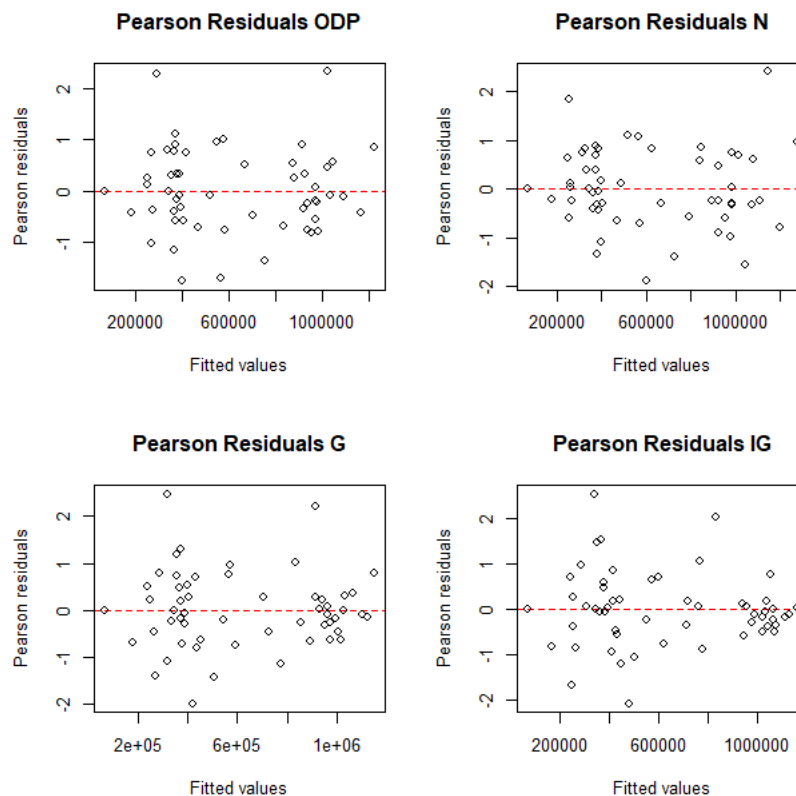 Pearson Residuals ODP
Pearson residuals
2
1
0
-1
200000 600000 1000000
Fitted values
Pearson Residuals N
Pearson residuals
2
1
0
-1
-2
200000 600000 1000000
Fitted values
Pearson Residuals G
Pearson residuals
2
1
0
-1
-2
2e+05 6e+05 1e+06
Fitted values
Pearson Residuals IG
Pearson residuals
2
1
0
-1
-2
200000 600000 1000000
Fitted values